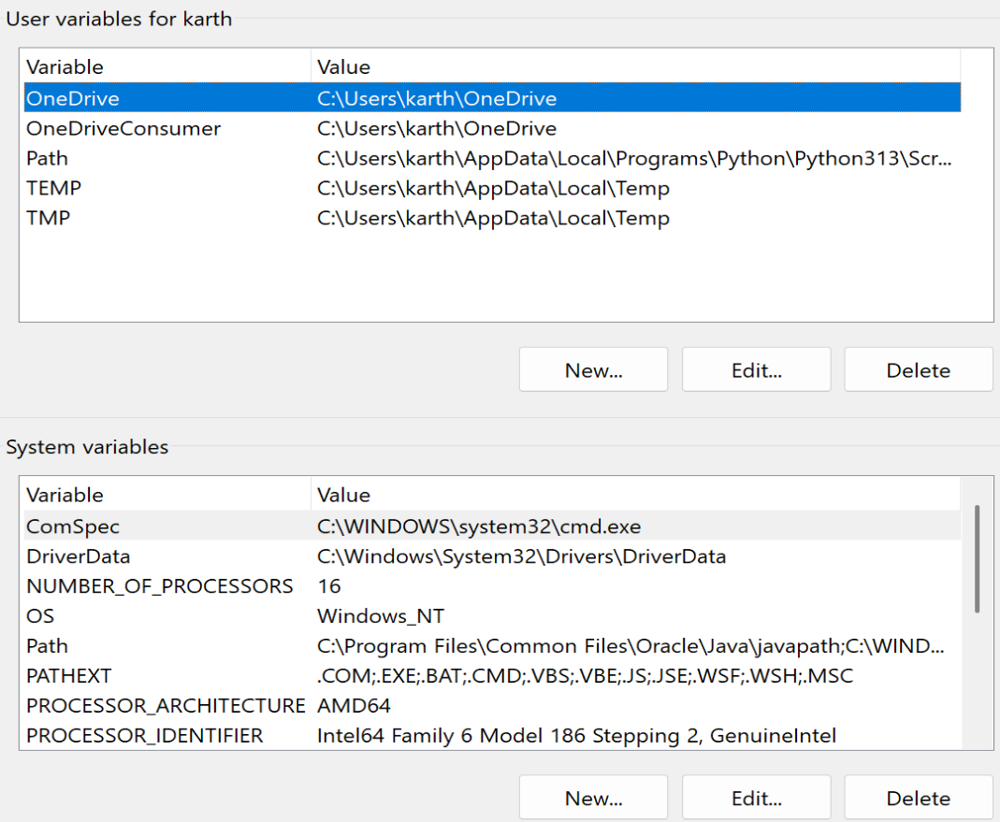 User variables for karth
Variable Value
OneDrive C:\Users\karth\OneDrive
OneDriveConsumer C:\Users\karth\OneDrive
Path C:\Users\karth\AppData\Local\Programs\Python\Python313\Scr...
TEMP C:\Users\karth\AppData\Local\Temp
TMP C:\Users\karth\AppData\Local\Temp
New... Edit... Delete
System variables
Variable Value
ComSpec C:\WINDOWS\system32\cmd.exe
DriverData C:\Windows\System32\Drivers\DriverData
NUMBER_OF_PROCESSORS 16
OS Windows_NT
Path C:\Program Files\Common Files\Oracle\Java\javapath;C:\WIND...
PATHEXT .COM;.EXE;.BAT;.CMD;.VBS;.VBE;.JS;.JSE;.WSF;.WSH;.MSC
PROCESSOR_ARCHITECTURE AMD64
PROCESSOR_IDENTIFIER Intel64 Family 6 Model 186 Stepping 2, GenuineIntel
New... Edit... Delete